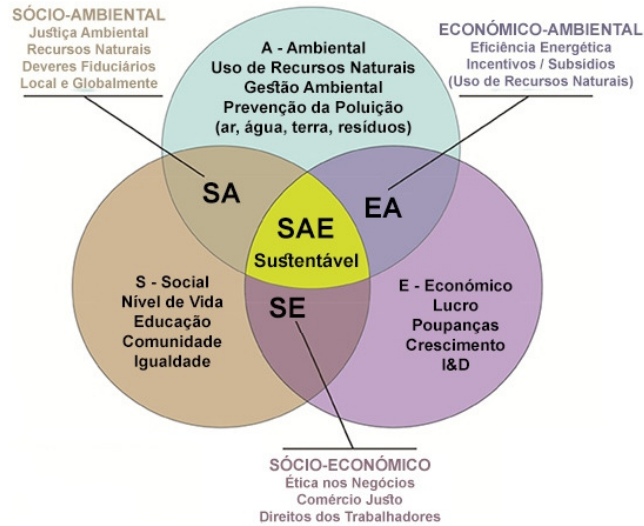 SÓCIO-AMBIENTAL
Justiça Ambiental
Recursos Naturais
Deveres Fiduciários
Local e Globalmente
A - Ambiental
Uso de Recursos Naturais
Gestão Ambiental
Prevenção da Poluição
(ar, água, terra, resíduos)
ECONÓMICO-AMBIENTAL
Eficiência Energética
Incentivos / Subsidios
(Uso de Recursos Naturais)
SA
EA
SAE
Sustentável
S - Social
Nível de Vida
Educação
Comunidade
Igualdade
SE
E - Económico
Lucro
Poupanças
Crescimento
I&D
SÓCIO-ECONÓMICO
Ética nos Negócios
Comércio Justo
Direitos dos Trabalhadores